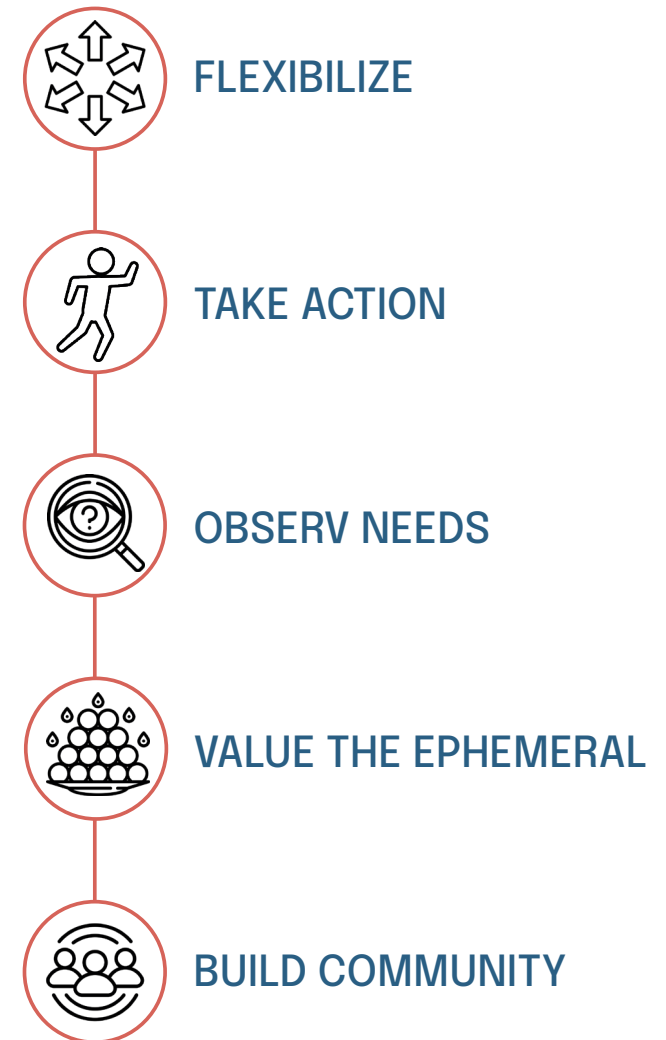 FLEXIBILIZE
TAKE ACTION
?
OBSERV NEEDS
VALUE THE EPHEMERAL
BUILD COMMUNITY